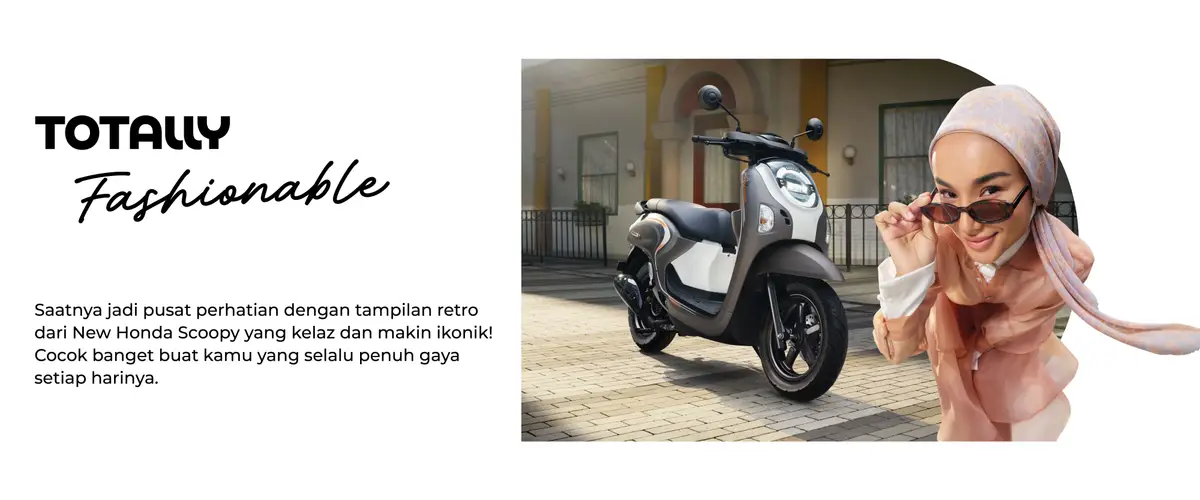 TOTALLY
Fashionable
Saatnya jadi pusat perhatian dengan tampilan retro
dari New Honda Scoopy yang kelaz dan makin ikonik!
Cocok banget buat kamu yang selalu penuh gaya
setiap harinya.